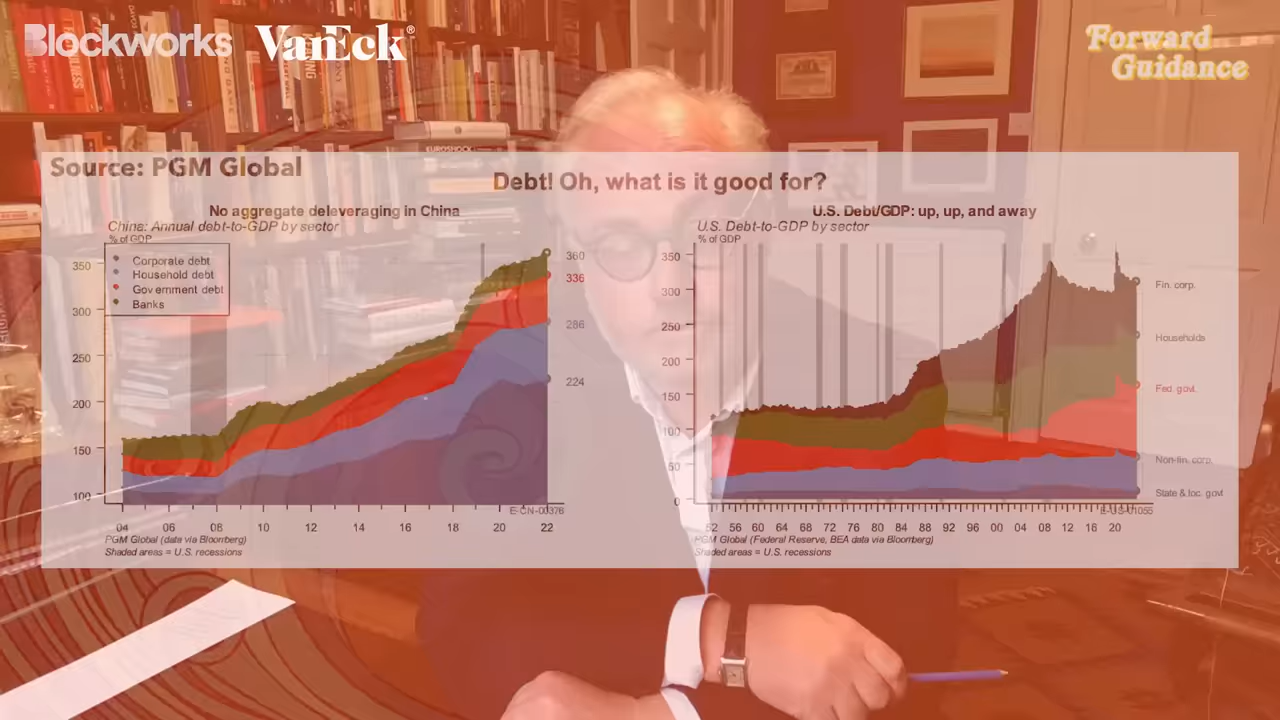 Blockworks VanEck®
Forward
Guidance
EUROSHOCK
Source: PGM Global
Debt! Oh, what is it good for?
No aggregate deleveraging in China
China: Annual debt-to-GDP by sector
% of GDP
Corporate debt
Household debt
Government debt
Banks
350
300
250
200
150
100
360
336
286
224
E-CN-00376
04 06 08 10 12 14 16 18 20 22
PGM Global (data via Bloomberg)
Shaded areas = U.S. recessions
U.S. Debt/GDP: up, up, and away
U.S. Debt-to-GDP by sector
% of GDP
350
300
250
200
150
100
50
0
Fin. corp.
Households
Fed. govt.
Non-fin. corp.
State & loc. govt
E-US-01055
52 56 60 64 68 72 76 80 84 88 92 96 00 04 08 12 16 20
PGM Global (Federal Reserve, BEA data via Bloomberg)
Shaded areas = U.S. recessions